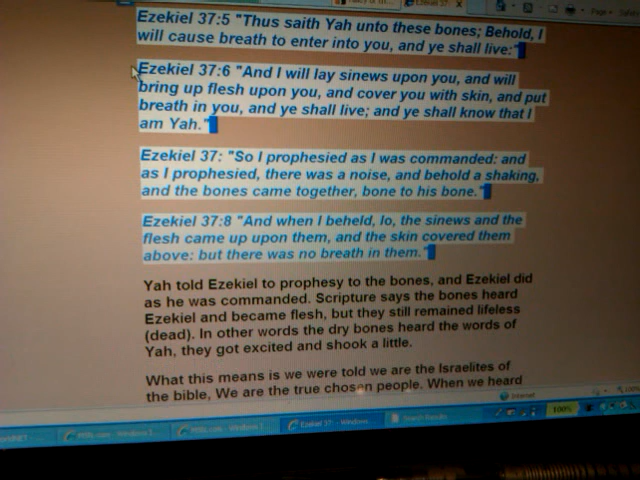 Ezekiel 37:5 "Thus saith Yah unto these bones; Behold, I
will cause breath to enter into you, and ye shall live:"
Ezekiel 37:6 "And I will lay sinews upon you, and will
bring up flesh upon you, and cover you with skin, and put
breath in you, and ye shall live; and ye shall know that I
am Yah."
Ezekiel 37: "So I prophesied as I was commanded: and
as I prophesied, there was a noise, and behold a shaking,
and the bones came together, bone to his bone."
Ezekiel 37:8 "And when I beheld, lo, the sinews and the
flesh came up upon them, and the skin covered them
above: but there was no breath in them."
Yah told Ezekiel to prophesy to the bones, and Ezekiel did
as he was commanded. Scripture says the bones heard
Ezekiel and became flesh, but they still remained lifeless
(dead). In other words the dry bones heard the words of
Yah, they got excited and shook a little.
What this means is we were told we are the Israelites of
the bible, We are the true chosen people. When we heard
Internet
Ezekiel 37: - Windows
Search Results
100%